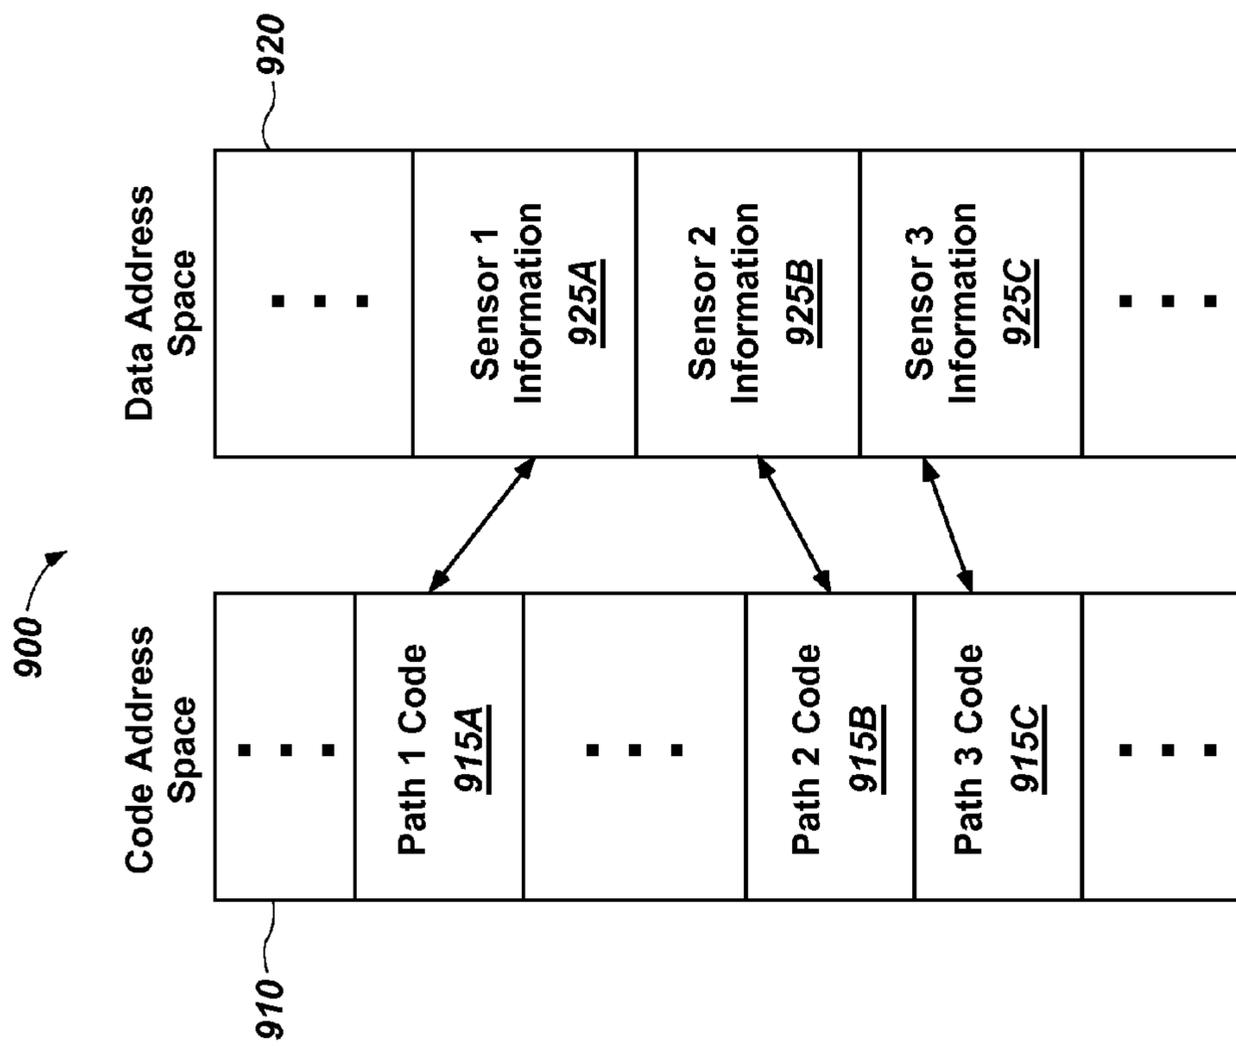 900
Code Address
Space
910
Path 1 Code
915A
Path 2 Code
915B
Path 3 Code
915C
Data Address
Space
920
Sensor 1
Information
925A
Sensor 2
Information
925B
Sensor 3
Information
925C